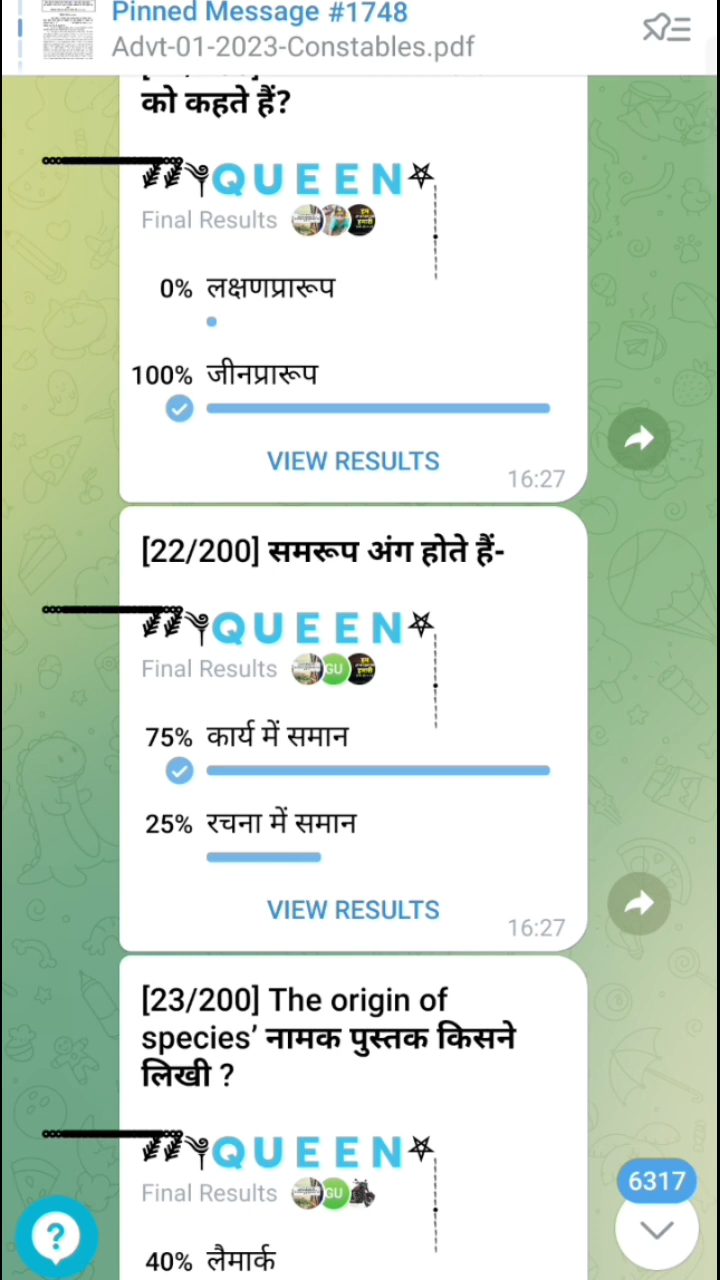 Pinned Message #1748
Advt-01-2023-Constables.pdf
को कहते हैं?
QUEEN
Final Results
0% लक्षणप्रारूप
100% जीनप्रारूप
VIEW RESULTS
16:27
[22/200] समरूप अंग होते हैं-
QUEEN
Final Results GU
75% कार्य में समान
25% रचना में समान
VIEW RESULTS
16:27
[23/200] The origin of
species’ नामक पुस्तक किसने
लिखी ?
QUEEN
Final Results GU
6317
40% लैमार्क
?